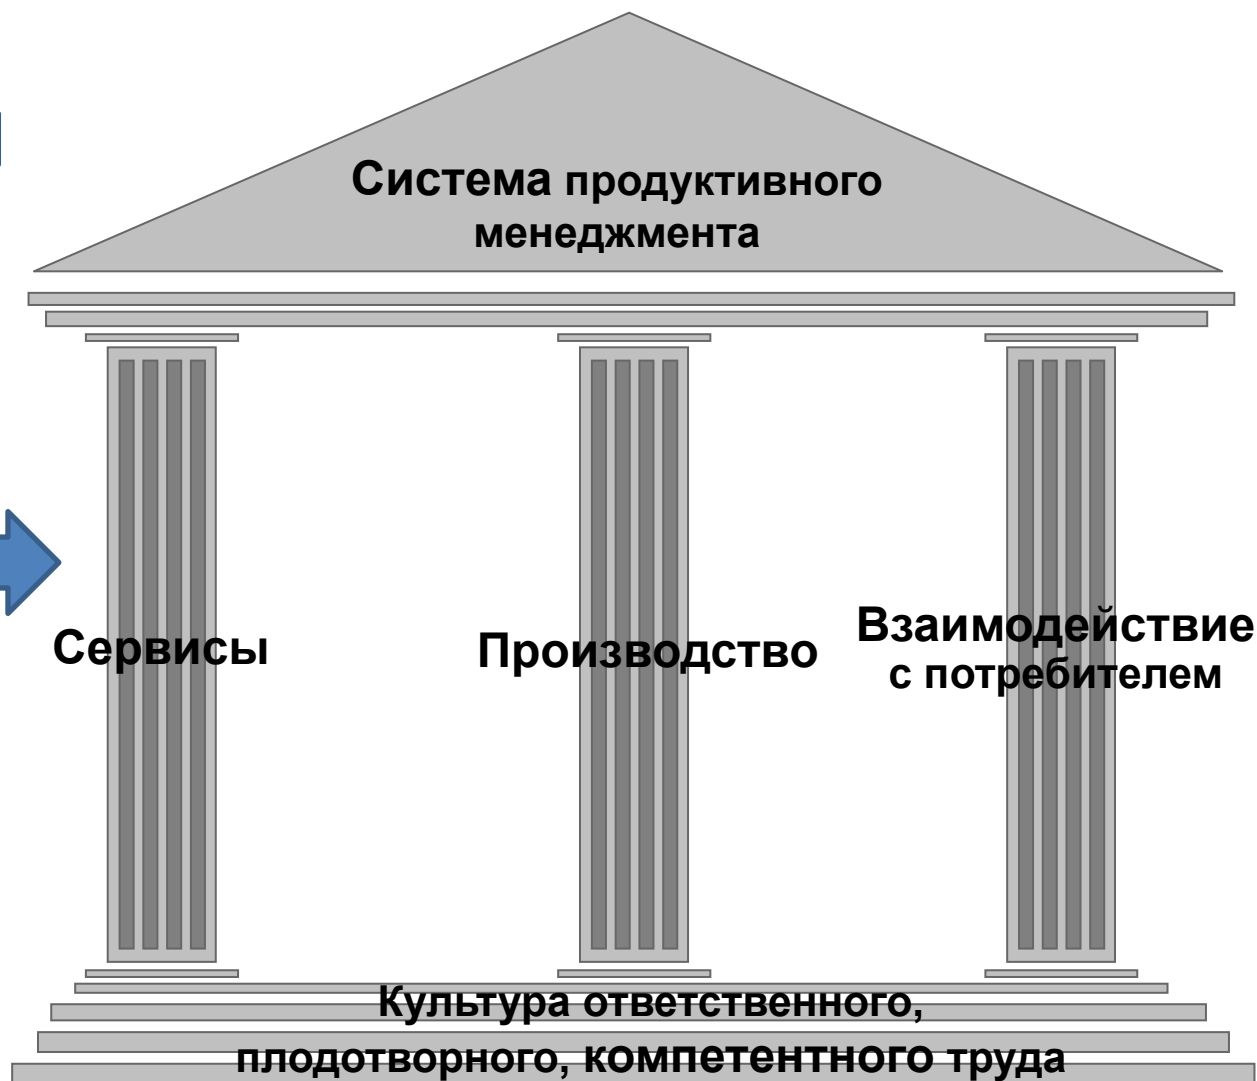 Система продуктивного
менеджмента
Сервисы
Производство
Взаимодействие
с потребителем
Культура ответственного,
плодотворного, компетентного труда